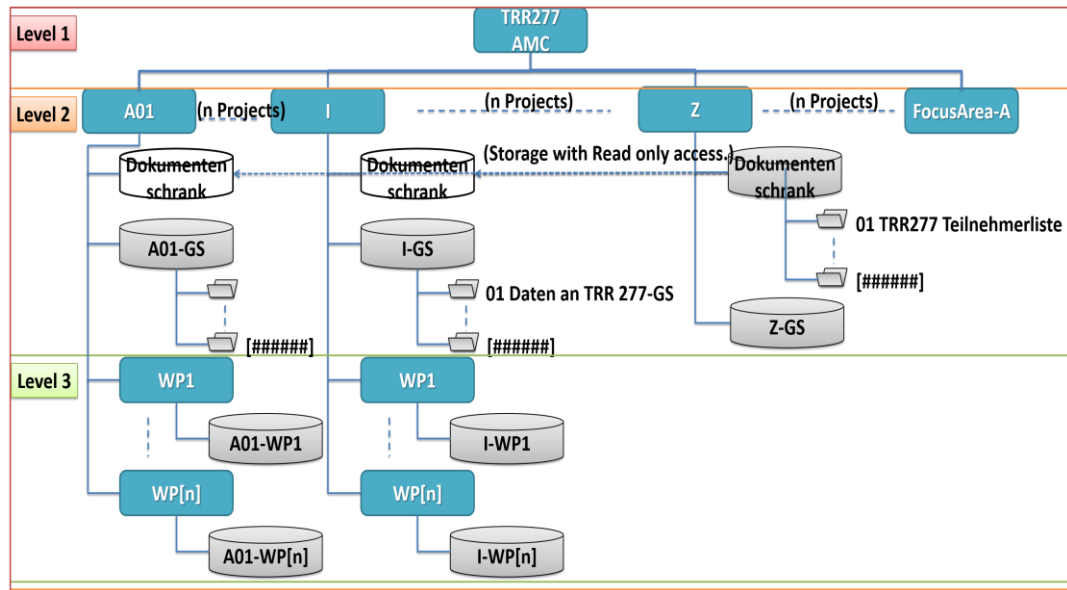 Level 1
TRR277
AMC
Level 2
A01
(n Projects)
I
(n Projects)
Z
(n Projects)
FocusArea-A
Dokumenten
schrank
Dokumenten
schrank
(Storage with Read only access.)
Dokumenten
schrank
01 TRR277 Teilnehmerliste
[######]
A01-GS
I-GS
01 Daten an TRR 277-GS
Z-GS
[######]
[######]
Level 3
WP1
WP1
A01-WP1
I-WP1
WP[n]
WP[n]
A01-WP[n]
I-WP[n]